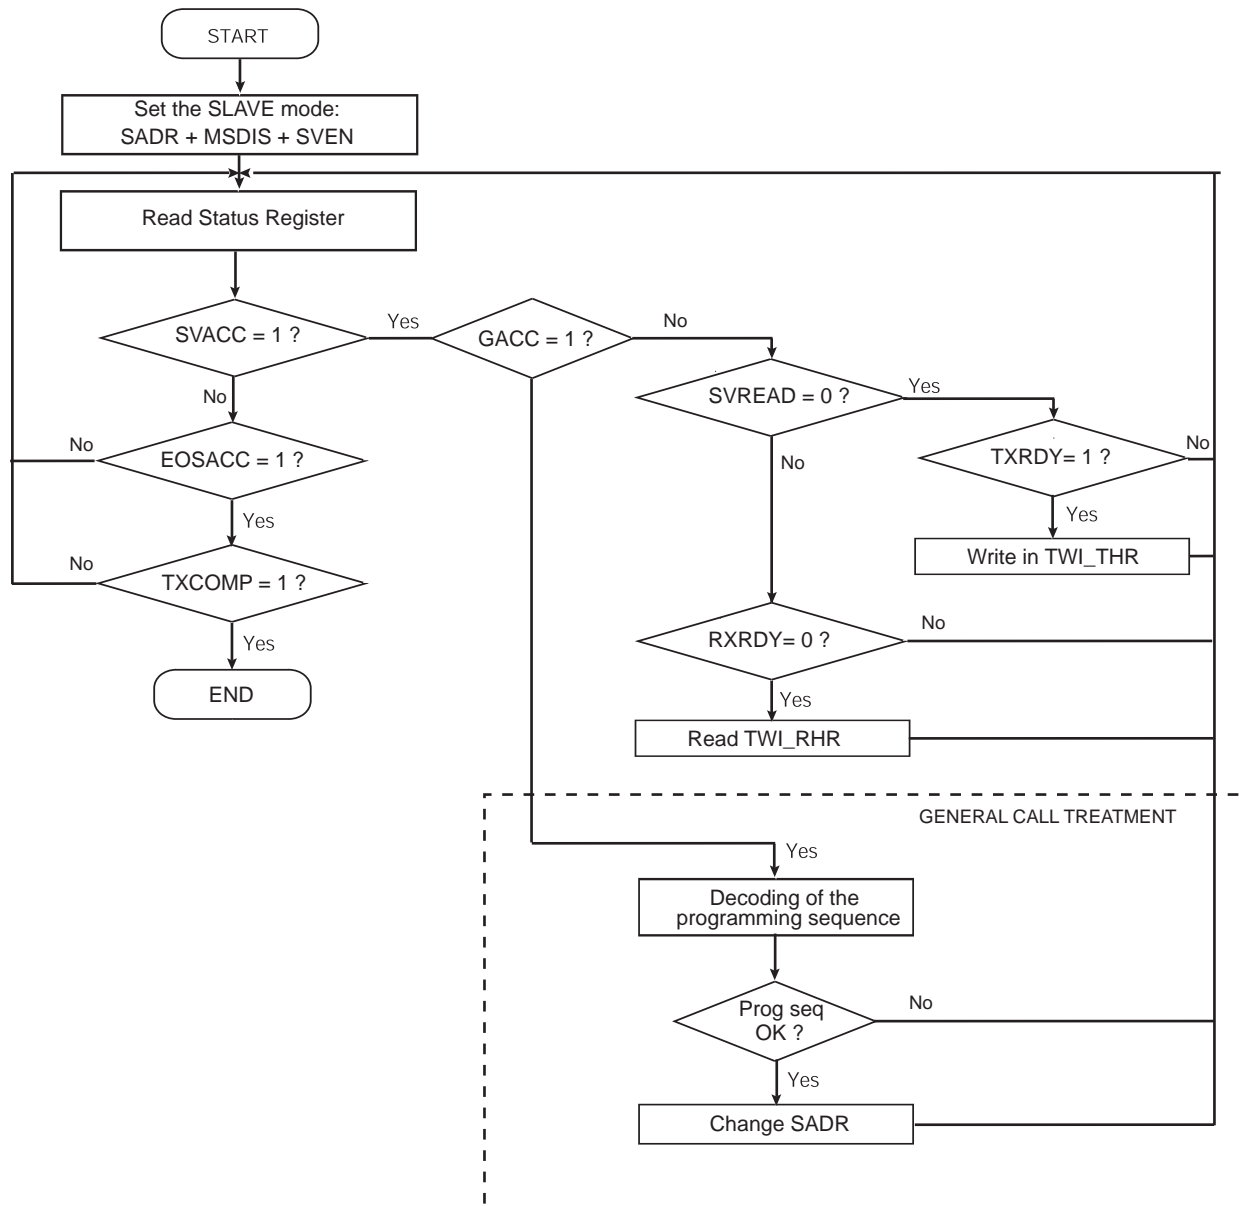 START
Set the SLAVE mode:
SADR + MSDIS + SVEN
Read Status Register
SVACC = 1 ?
Yes
GACC = 1 ?
No
SVREAD = 0 ?
Yes
No
EOSACC = 1 ?
No
No
TXRDY= 1 ?
No
Yes
Yes
Write in TWI_THR
TXCOMP = 1 ?
No
Yes
END
RXRDY= 0 ?
No
Yes
Read TWI_RHR
GENERAL CALL TREATMENT
Yes
Decoding of the
programming sequence
Prog seq
OK ?
No
Yes
Change SADR